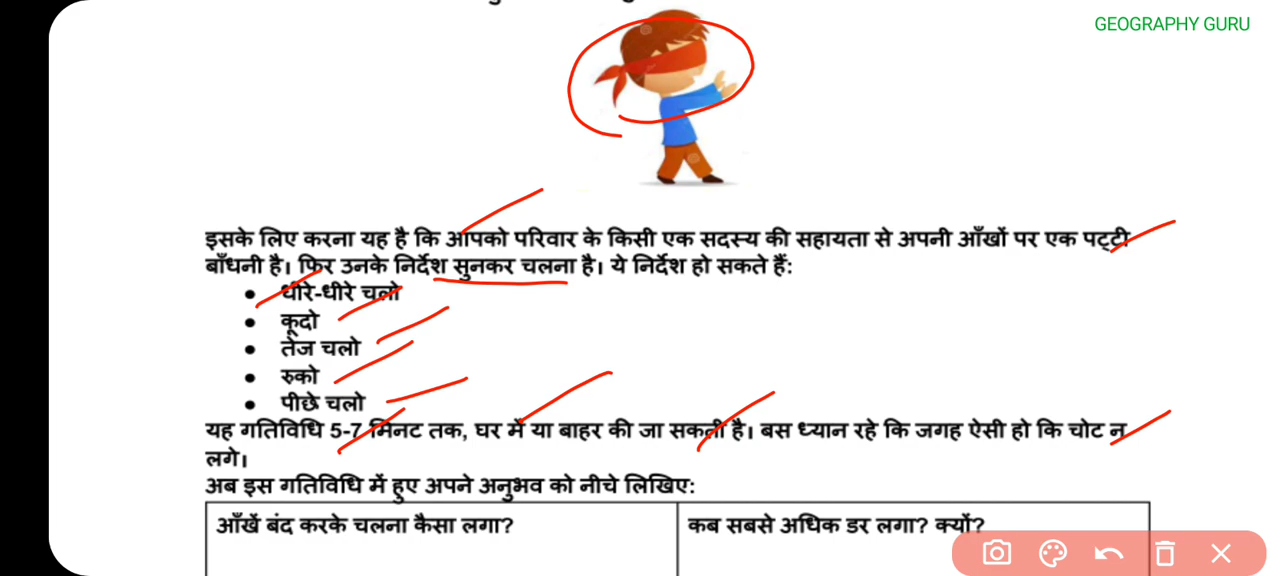 GEOGRAPHY GURU
इसके लिए करना यह है कि आपको परिवार के किसी एक सदस्य की सहायता से अपनी आँखों पर एक पट्टी
बाँधनी है। फिर उनके निर्देश सुनकर चलना है। ये निर्देश हो सकते हैं:
● धीरे-धीरे चलो
● कूदो
● तेज चलो
● रुको
● पीछे चलो
यह गतिविधि 5-7 मिनट तक, घर में या बाहर की जा सकती है। बस ध्यान रहे कि जगह ऐसी हो कि चोट न
लगे।
अब इस गतिविधि में हुए अपने अनुभव को नीचे लिखिए:
आँखें बंद करके चलना कैसा लगा?
कब सबसे अधिक डर लगा? क्यों?